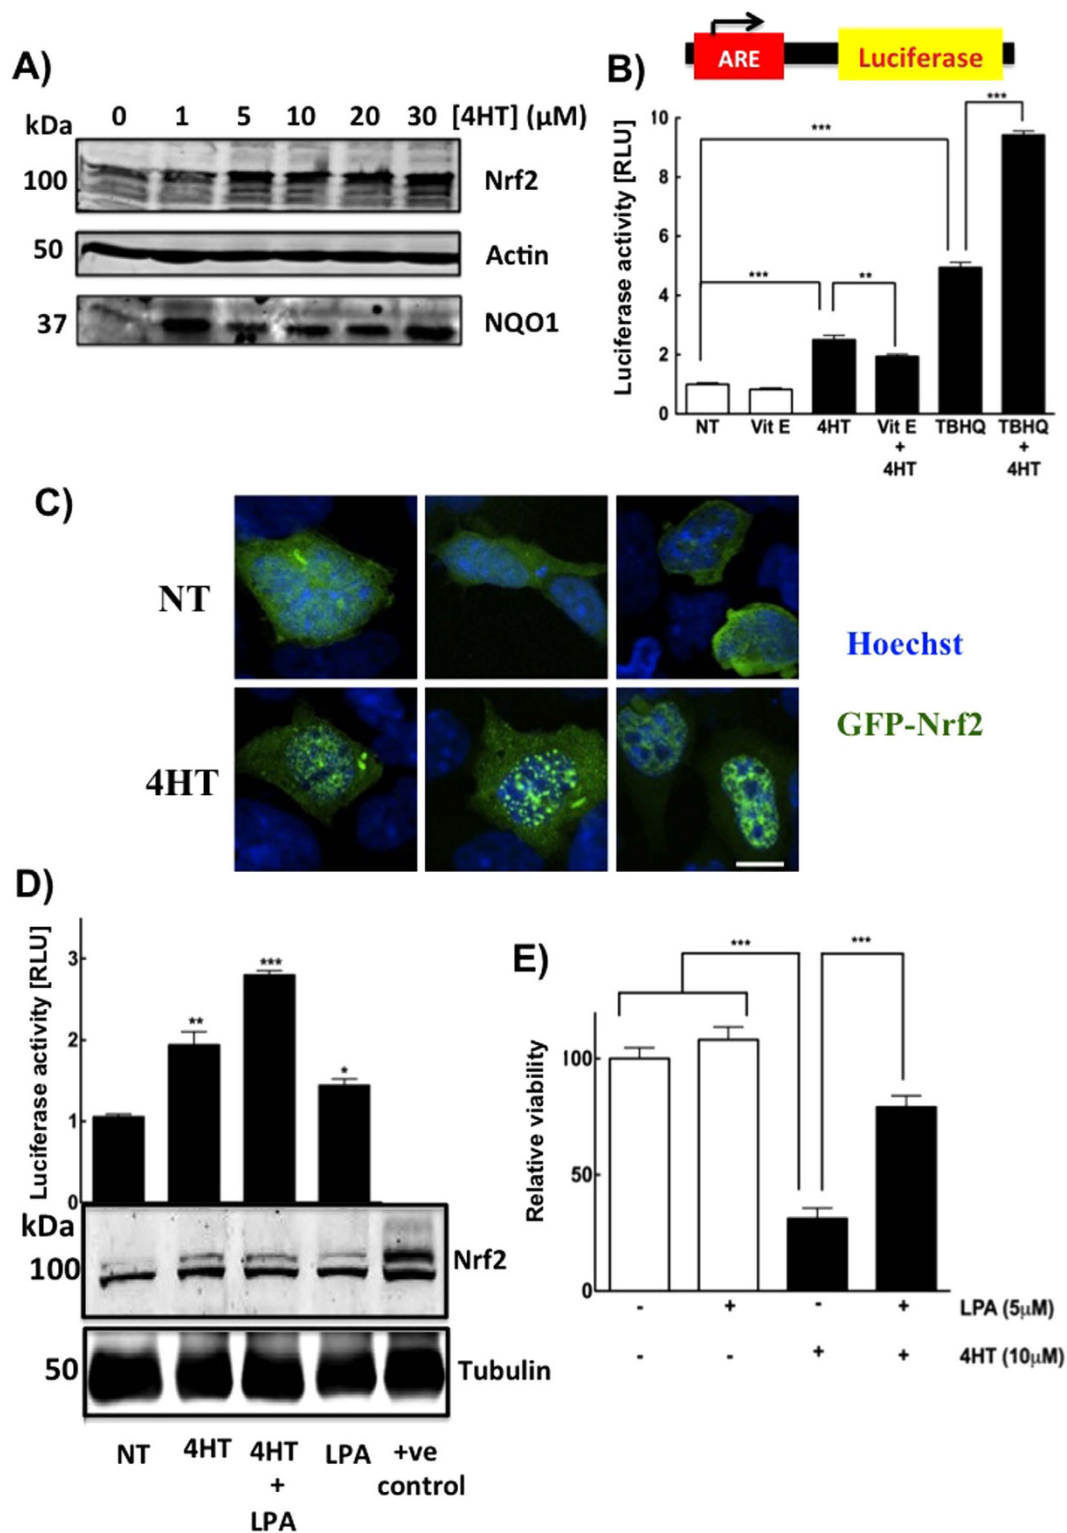 A)
kDa
0 1 5 10 20 30 [4HT] (µM)
100
Nrf2
50
Actin
37
NQO1
B)
ARE
Luciferase
Luciferase activity [RLU]
10
8
6
4
2
0
***
***
***
**
NT
Vit E
4HT
Vit E
+
4HT
TBHQ
TBHQ
+
4HT
C)
NT
4HT
Hoechst
GFP-Nrf2
D)
Luciferase activity [RLU]
3
2
1
0
**
***
*
kDa
100
Nrf2
50
Tubulin
NT
4HT
4HT
+
LPA
LPA
+ve
control
E)
Relative viability
100
50
0
***
***
- + - + LPA (5µM)
- - + + 4HT (10µM)